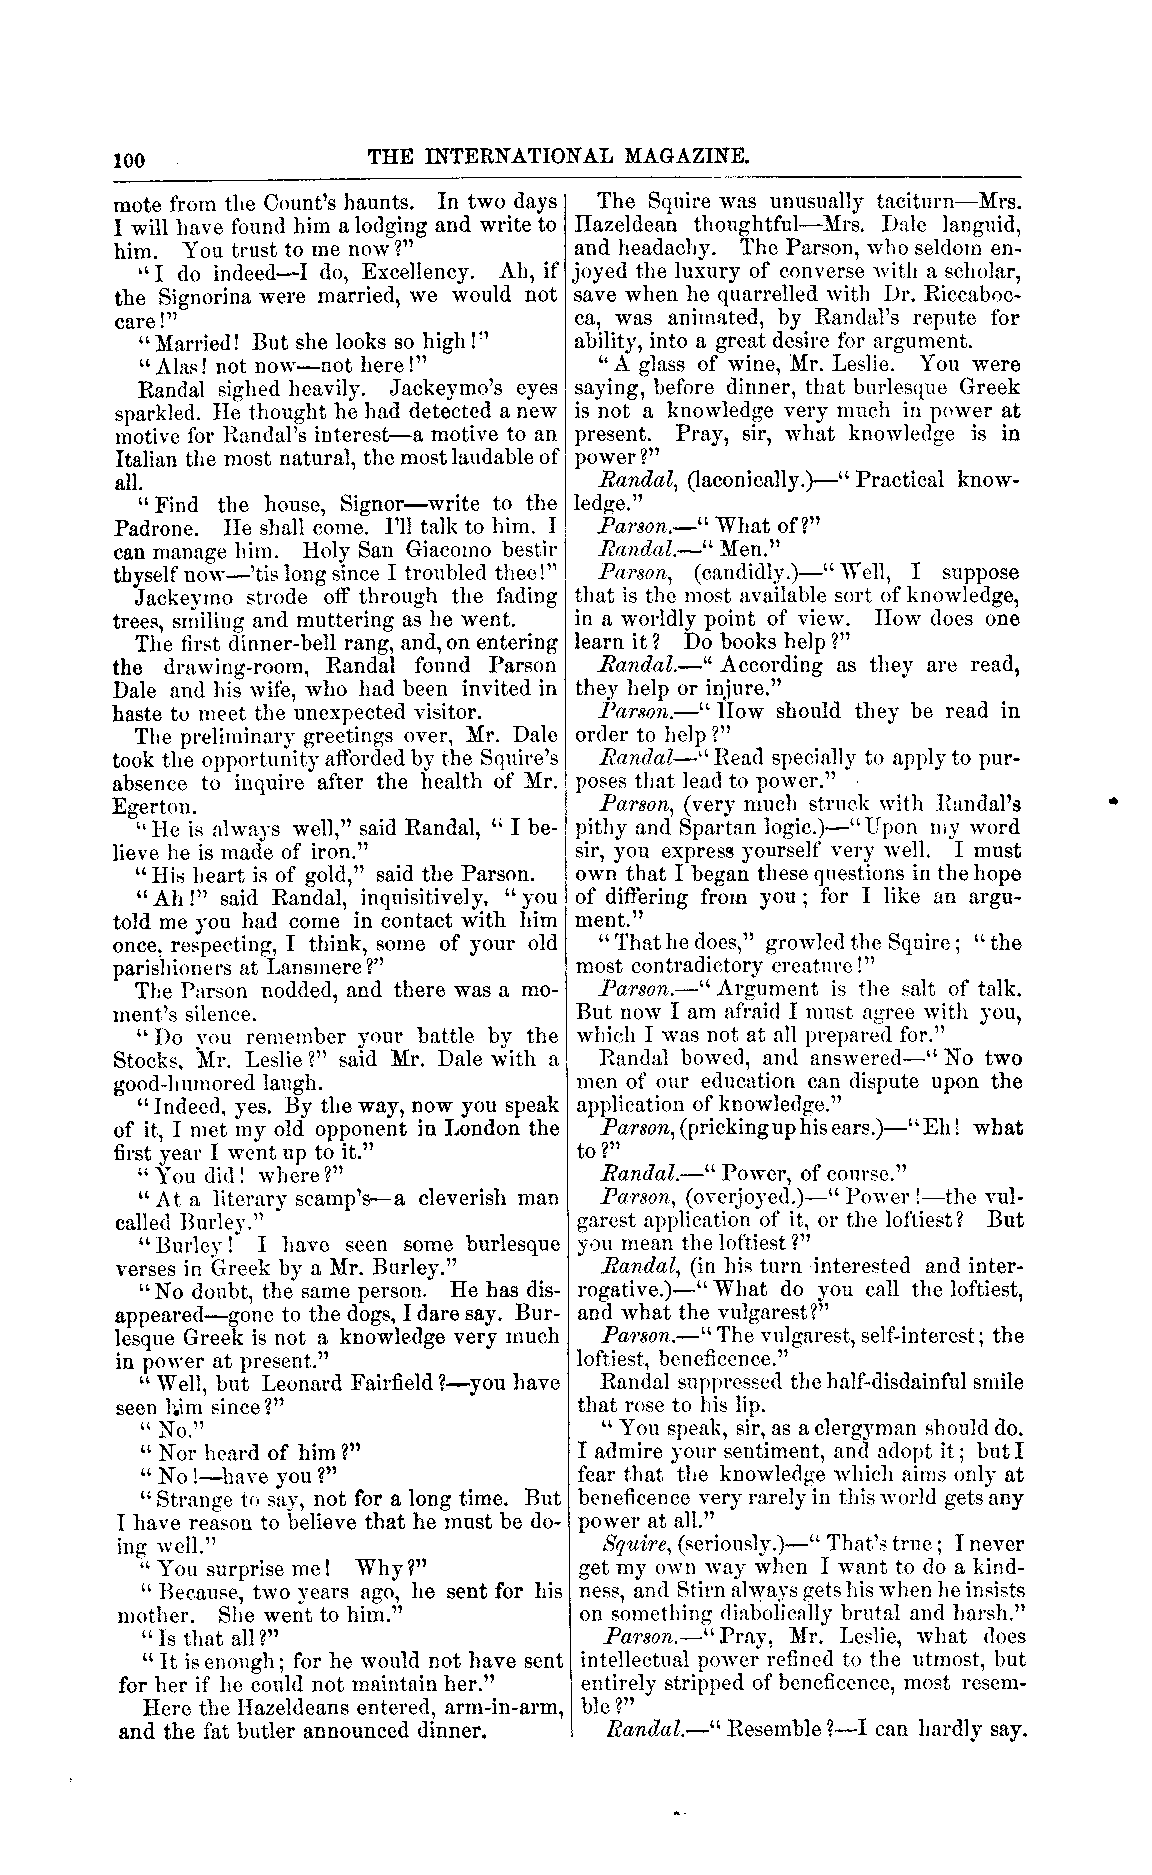 100 THE INTERNATIONAL MAGAZINE.
mote from the Count's haunts. In two days
I will have found him a lodging and write to
him. You trust to me now?"
"I do indeed—I do, Excellency. Ah, if
the Signorina were married, we would not
care!"
"Married! But she looks so high!"
"Alas! not now—not here!"
Randal sighed heavily. Jackeymo's eyes
sparkled. He thought he had detected a new
motive for Randal's interest—a motive to an
Italian the most natural, the most laudable of
all.
"Find the house, Signor—write to the
Padrone. He shall come. I'll talk to him. I
can manage him. Holy San Giacomo bestir
thyself now—'tis long since I troubled thee!"
Jackeymo strode off through the fading
trees, smiling and muttering as he went.
The first dinner-bell rang, and, on entering
the drawing-room, Randal found Parson
Dale and his wife, who had been invited in
haste to meet the unexpected visitor.
The preliminary greetings over, Mr. Dale
took the opportunity afforded by the Squire's
absence to inquire after the health of Mr.
Egerton.
"He is always well," said Randal, "I be-
lieve he is made of iron."
"His heart is of gold," said the Parson.
"Ah!" said Randal, inquisitively, "you
told me you had come in contact with him
once, respecting, I think, some of your old
parishioners at Lansmere?"
The Parson nodded, and there was a mo-
ment's silence.
"Do you remember your battle by the
Stocks, Mr. Leslie?" said Mr. Dale with a
good-humored laugh.
"Indeed, yes. By the way, now you speak
of it, I met my old opponent in London the
first year I went up to it."
"You did! where?"
"At a literary scamp's—a cleverish man
called Burley."
"Burley! I have seen some burlesque
verses in Greek by a Mr. Burley."
"No doubt, the same person. He has dis-
appeared—gone to the dogs, I dare say. Bur-
lesque Greek is not a knowledge very much
in power at present."
"Well, but Leonard Fairfield?—you have
seen him since?"
"No."
"Nor heard of him?"
"No!—have you?"
"Strange to say, not for a long time. But
I have reason to believe that he must be do-
ing well."
"You surprise me! Why?"
"Because, two years ago, he sent for his
mother. She went to him."
"Is that all?"
"It is enough; for he would not have sent
for her if he could not maintain her."
Here the Hazeldeans entered, arm-in-arm,
and the fat butler announced dinner.
The Squire was unusually taciturn—Mrs.
Hazeldean thoughtful—Mrs. Dale languid,
and headachy. The Parson, who seldom en-
joyed the luxury of converse with a scholar,
save when he quarrelled with Dr. Riccaboc-
ca, was animated, by Randal's repute for
ability, into a great desire for argument.
"A glass of wine, Mr. Leslie. You were
saying, before dinner, that burlesque Greek
is not a knowledge very much in power at
present. Pray, sir, what knowledge is in
power?"
Randal, (laconically.)—"Practical know-
ledge."
Parson.—"What of?"
Randal.—"Men."
Parson, (candidly.)—"Well, I suppose
that is the most available sort of knowledge,
in a worldly point of view. How does one
learn it? Do books help?"
Randal.—"According as they are read,
they help or injure."
Parson.—"How should they be read in
order to help?"
Randal—"Read specially to apply to pur-
poses that lead to power."
Parson, (very much struck with Randal's
pithy and Spartan logic.)—"Upon my word
sir, you express yourself very well. I must
own that I began these questions in the hope
of differing from you; for I like an argu-
ment."
"That he does," growled the Squire; "the
most contradictory creature!"
Parson.—"Argument is the salt of talk.
But now I am afraid I must agree with you,
which I was not at all prepared for."
Randal bowed, and answered—"No two
men of our education can dispute upon the
application of knowledge."
Parson, (pricking up his ears.)—"Eh! what
to?"
Randal.—"Power, of course."
Parson, (overjoyed.)—"Power!—the vul-
garest application of it, or the loftiest? But
you mean the loftiest?"
Randal, (in his turn interested and inter-
rogative.)—"What do you call the loftiest,
and what the vulgarest?"
Parson.—"The vulgarest, self-interest; the
loftiest, beneficence."
Randal suppressed the half-disdainful smile
that rose to his lip.
"You speak, sir, as a clergyman should do.
I admire your sentiment, and adopt it; but I
fear that the knowledge which aims only at
beneficence very rarely in this world gets any
power at all."
Squire, (seriously.)—"That's true; I never
get my own way when I want to do a kind-
ness, and Stirn always gets his when he insists
on something diabolically brutal and harsh."
Parson.—"Pray, Mr. Leslie, what does
intellectual power refined to the utmost, but
entirely stripped of beneficence, most resem-
ble?"
Randal.—"Resemble?—I can hardly say.